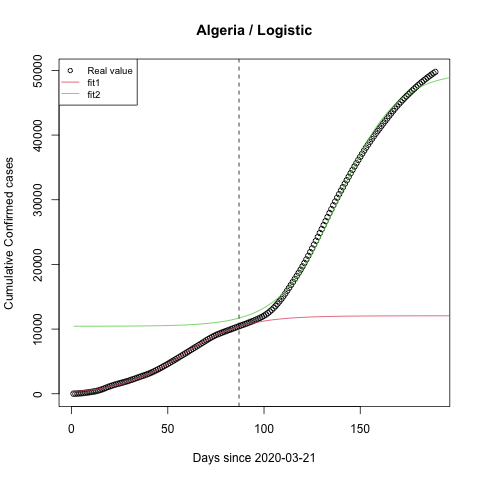 Algeria / Logistic
Real value
fit1
fit2
Cumulative Confirmed cases
50000
40000
30000
20000
10000
0
0 50 100 150
Days since 2020-03-21